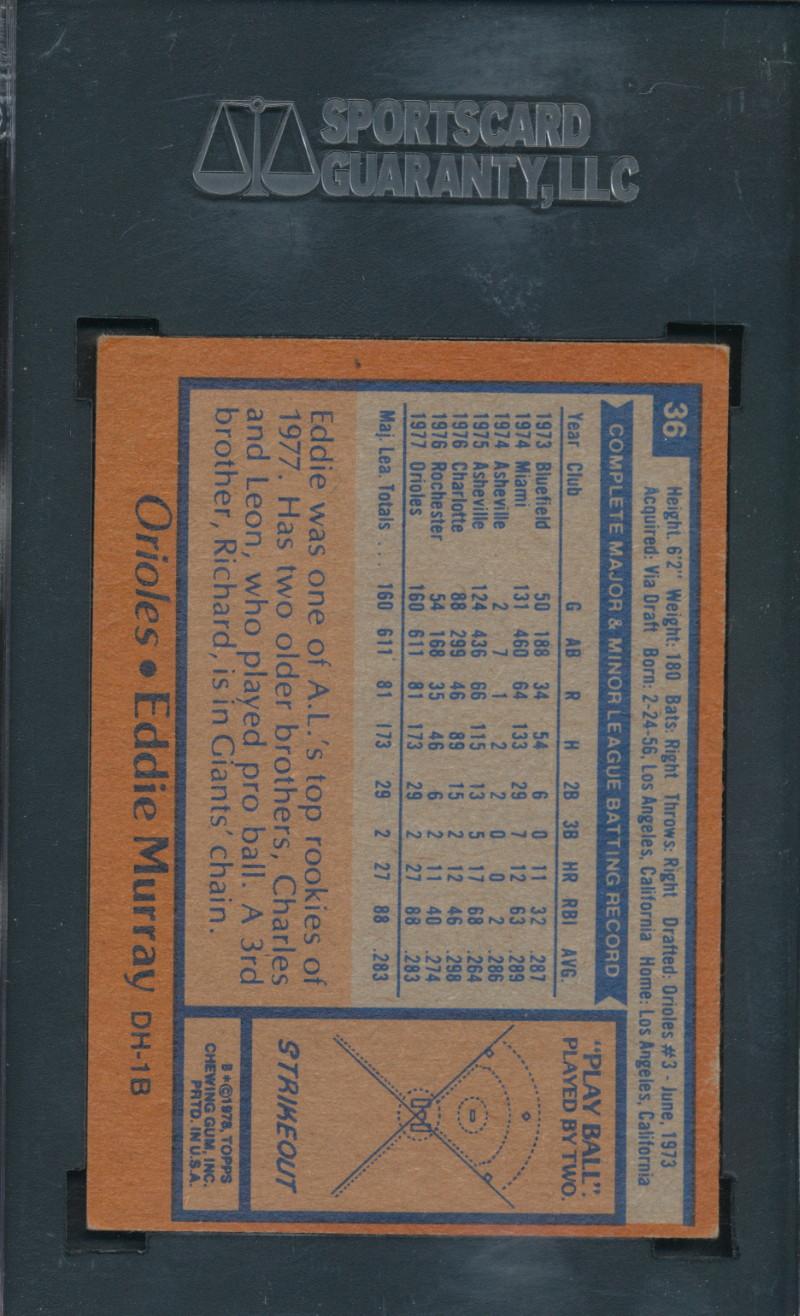 SPORTSCARD
GUARANTY, LLC
36
Height: 6'2" Weight: 180 Bats: Right Throws: Right Drafted: Orioles #3 - June, 1973
Acquired: Via Draft Born: 2-24-56, Los Angeles, California Home: Los Angeles, California
COMPLETE MAJOR & MINOR LEAGUE BATTING RECORD
Year Club G AB R H 2B 3B HR RBI AVG.
1973 Bluefield 50 188 34 54 6 0 11 32 .287
1974 Miami 131 460 64 133 29 7 12 63 .289
1974 Asheville 2 7 1 2 2 0 0 2 .286
1975 Asheville 124 436 66 115 13 5 17 68 .264
1976 Charlotte 88 299 46 89 15 2 12 46 .298
1976 Rochester 54 168 35 46 6 2 11 40 .274
1977 Orioles 160 611 81 173 29 2 27 88 .283
Maj. Lea. Totals ... 160 611 81 173 29 2 27 88 .283
Eddie was one of A.L.'s top rookies of
1977. Has two older brothers, Charles
and Leon, who played pro ball. A 3rd
brother, Richard, is in Giants' chain.
"PLAY BALL".
PLAYED BY TWO.
STRIKEOUT
B*©1978, TOPPS
CHEWING GUM, INC.
PRTD. IN U.S.A.
Orioles • Eddie Murray DH-1B